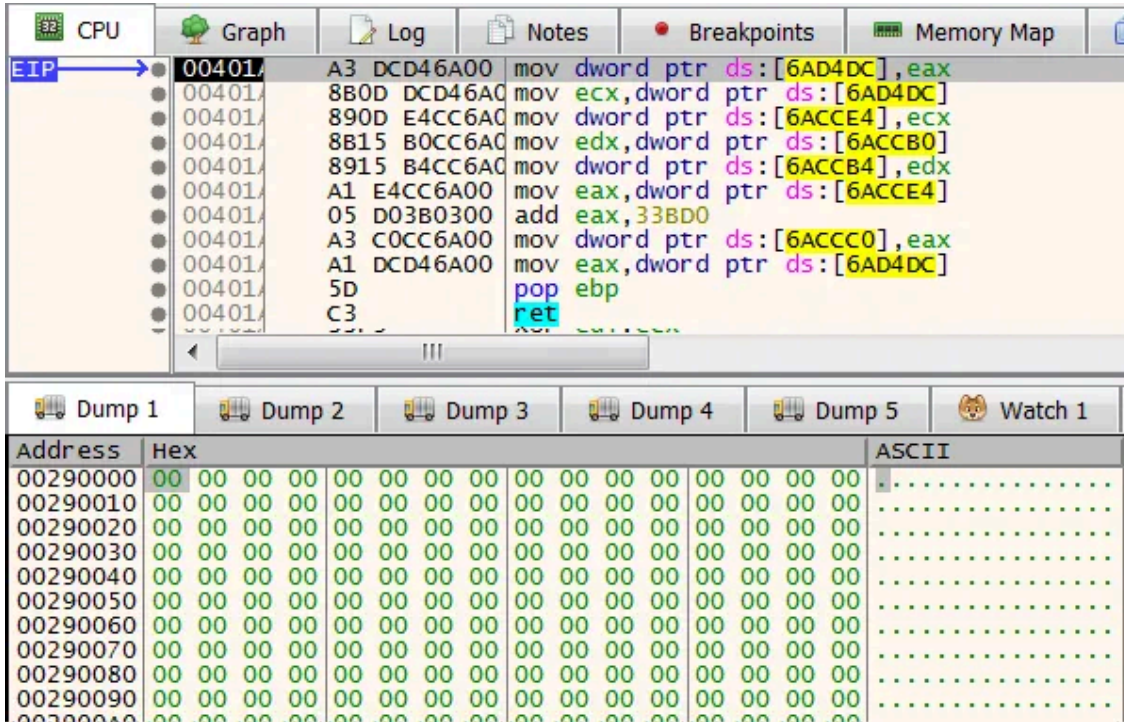 CPU Graph Log Notes Breakpoints Memory Map
EIP 00401 A3 DCD46A00 mov dword ptr ds:[6AD4DC],eax
00401 8B0D DCD46A0 mov ecx,dword ptr ds:[6AD4DC]
00401 890D E4CC6A0 mov dword ptr ds:[6ACCE4],ecx
00401 8B15 B0CC6A0 mov edx,dword ptr ds:[6ACCB0]
00401 8915 B4CC6A0 mov dword ptr ds:[6ACCB4],edx
00401 A1 E4CC6A00 mov eax,dword ptr ds:[6ACCE4]
00401 05 D03B0300 add eax,33BD0
00401 A3 C0CC6A00 mov dword ptr ds:[6ACCC0],eax
00401 A1 DCD46A00 mov eax,dword ptr ds:[6AD4DC]
00401 5D pop ebp
00401 C3 ret
Dump 1 Dump 2 Dump 3 Dump 4 Dump 5 Watch 1
Address Hex ASCII
00290000 00 00 00 00 00 00 00 00 00 00 00 00 00 00 00 00 ................
00290010 00 00 00 00 00 00 00 00 00 00 00 00 00 00 00 00 ................
00290020 00 00 00 00 00 00 00 00 00 00 00 00 00 00 00 00 ................
00290030 00 00 00 00 00 00 00 00 00 00 00 00 00 00 00 00 ................
00290040 00 00 00 00 00 00 00 00 00 00 00 00 00 00 00 00 ................
00290050 00 00 00 00 00 00 00 00 00 00 00 00 00 00 00 00 ................
00290060 00 00 00 00 00 00 00 00 00 00 00 00 00 00 00 00 ................
00290070 00 00 00 00 00 00 00 00 00 00 00 00 00 00 00 00 ................
00290080 00 00 00 00 00 00 00 00 00 00 00 00 00 00 00 00 ................
00290090 00 00 00 00 00 00 00 00 00 00 00 00 00 00 00 00 ................